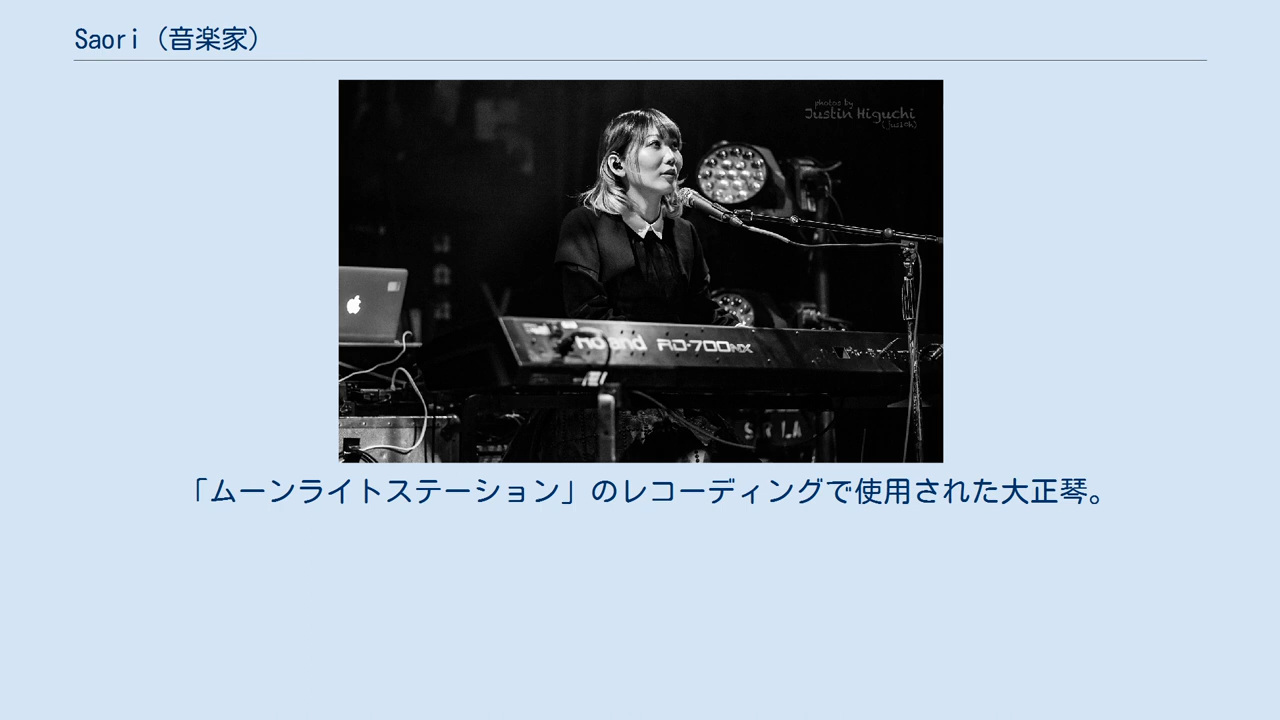 Saori（音楽家）
photos by
Justin Higuchi
(jus10h)
Roland RD-700NX
「ムーンライトステーション」のレコーディングで使用された大正琴。